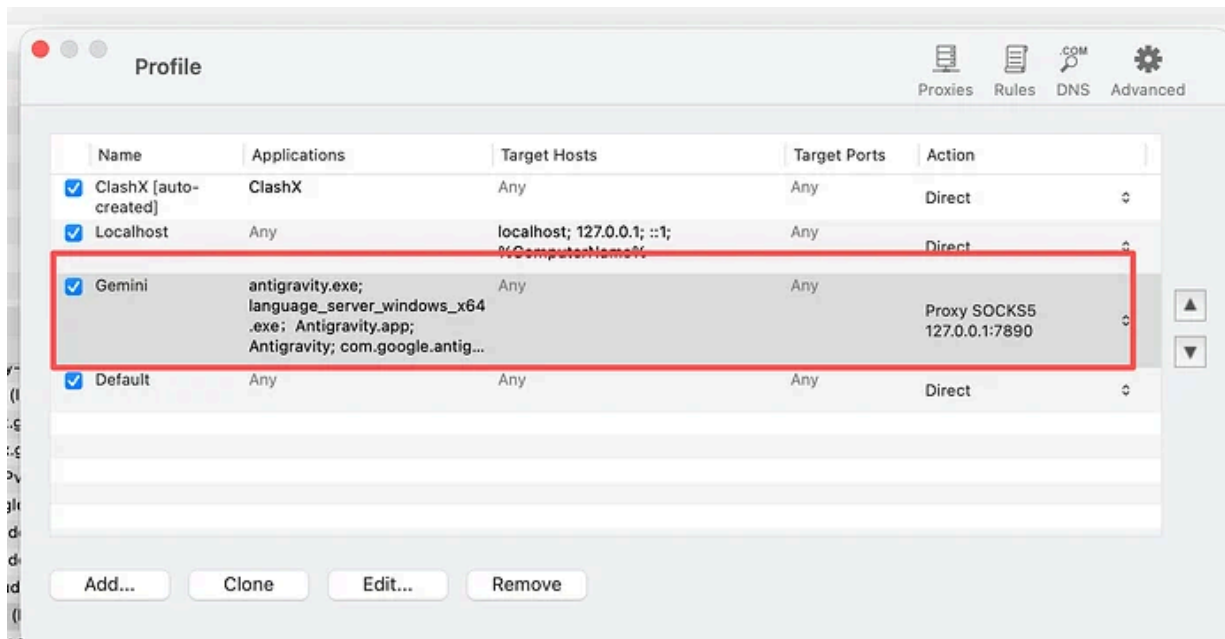 Profile
Proxies
Rules
.COM
DNS
Advanced
Name
Applications
Target Hosts
Target Ports
Action
ClashX [auto-
created]
ClashX
Any
Any
Direct
Localhost
Any
localhost; 127.0.0.1; ::1;
%ComputerName%
Any
Direct
Gemini
antigravity.exe;
language_server_windows_x64
.exe；Antigravity.app;
Antigravity; com.google.antig...
Any
Any
Proxy SOCKS5
127.0.0.1:7890
Default
Any
Any
Any
Direct
Add...
Clone
Edit...
Remove